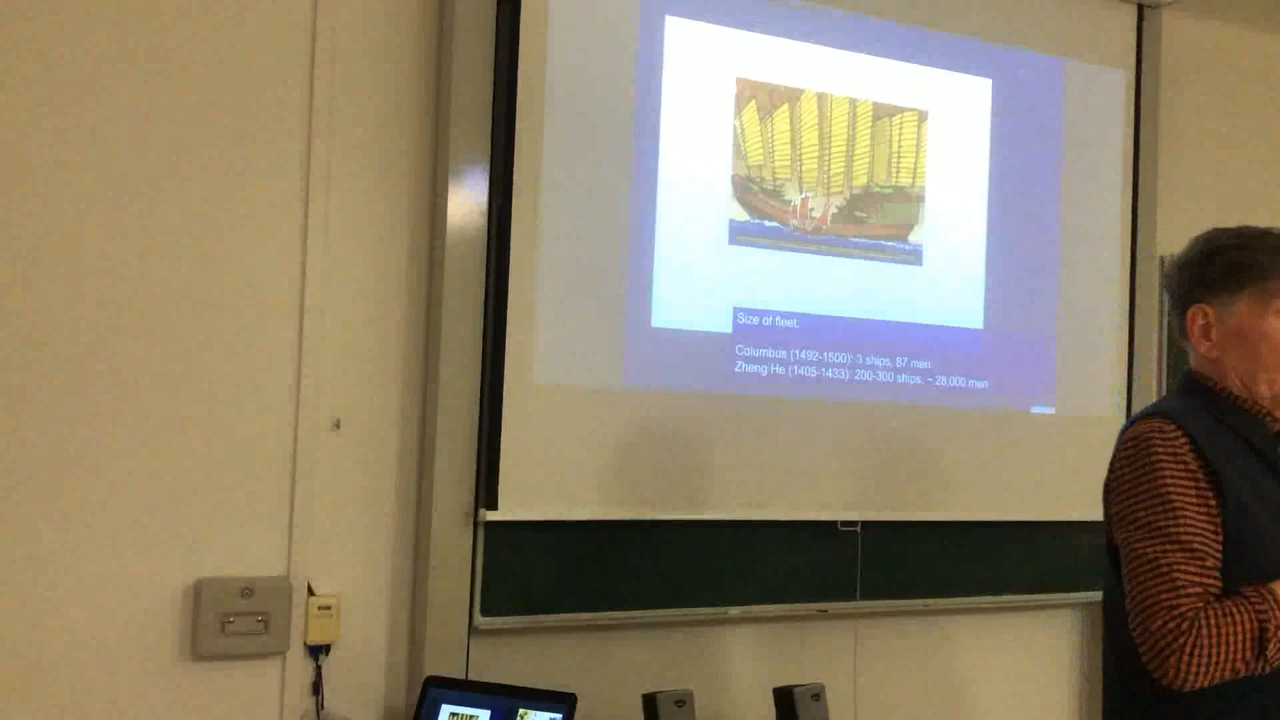 Size of fleet.
Columbus (1492-1500): 3 ships, 87 men
Zheng He (1405-1433): 200-300 ships. ~ 28,000 men